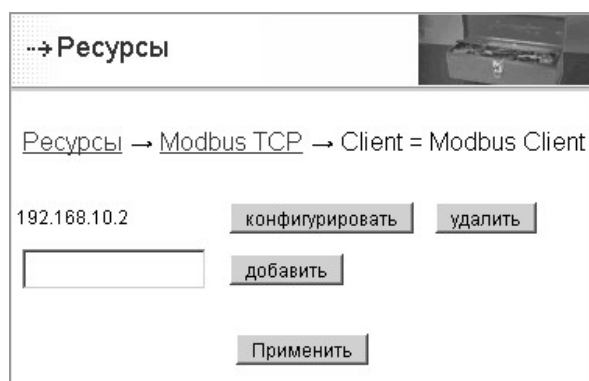 ⇢Ресурсы
Ресурсы → Modbus TCP → Client = Modbus Client
192.168.10.2 конфигурировать удалить
добавить
Применить